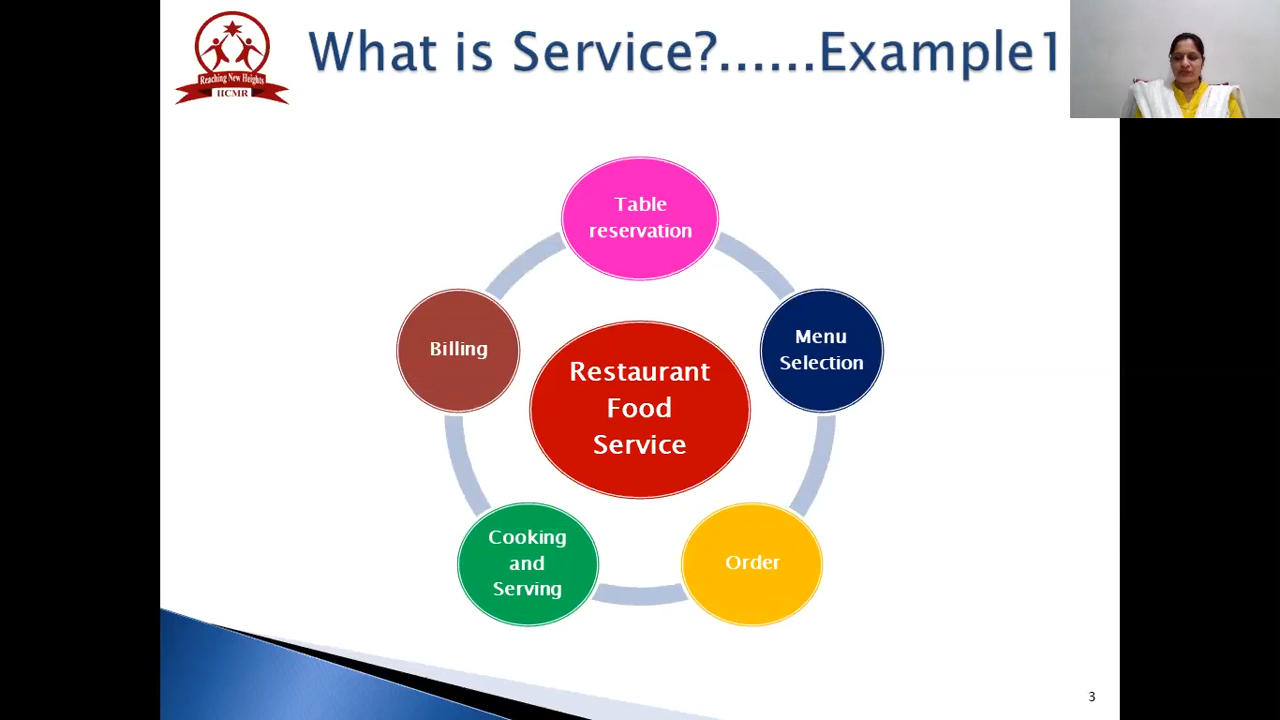 What is Service?......Example1
Reaching New Heights
IICMR
Table
reservation
Menu
Selection
Order
Cooking
and
Serving
Billing
Restaurant
Food
Service
3